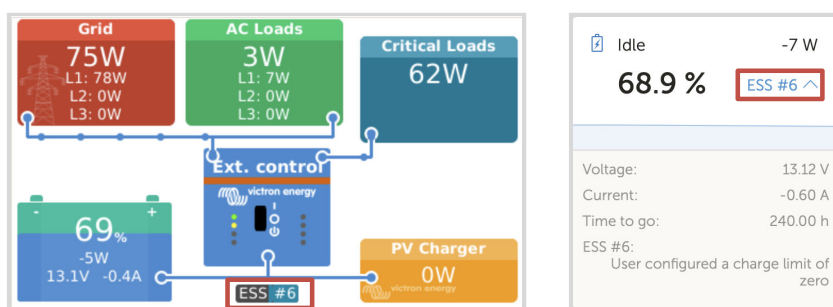 Grid
75W
L1: 78W
L2: 0W
L3: 0W
AC Loads
3W
L1: 7W
L2: 0W
L3: 0W
Critical Loads
62W
Ext. control
victron energy
I
O
- +
69%
-5W
13.1V -0.4A
ESS #6
PV Charger
0W
victron energy
Idle -7 W
68.9 % ESS #6
Voltage: 13.12 V
Current: -0.60 A
Time to go: 240.00 h
ESS #6:
User configured a charge limit of
zero